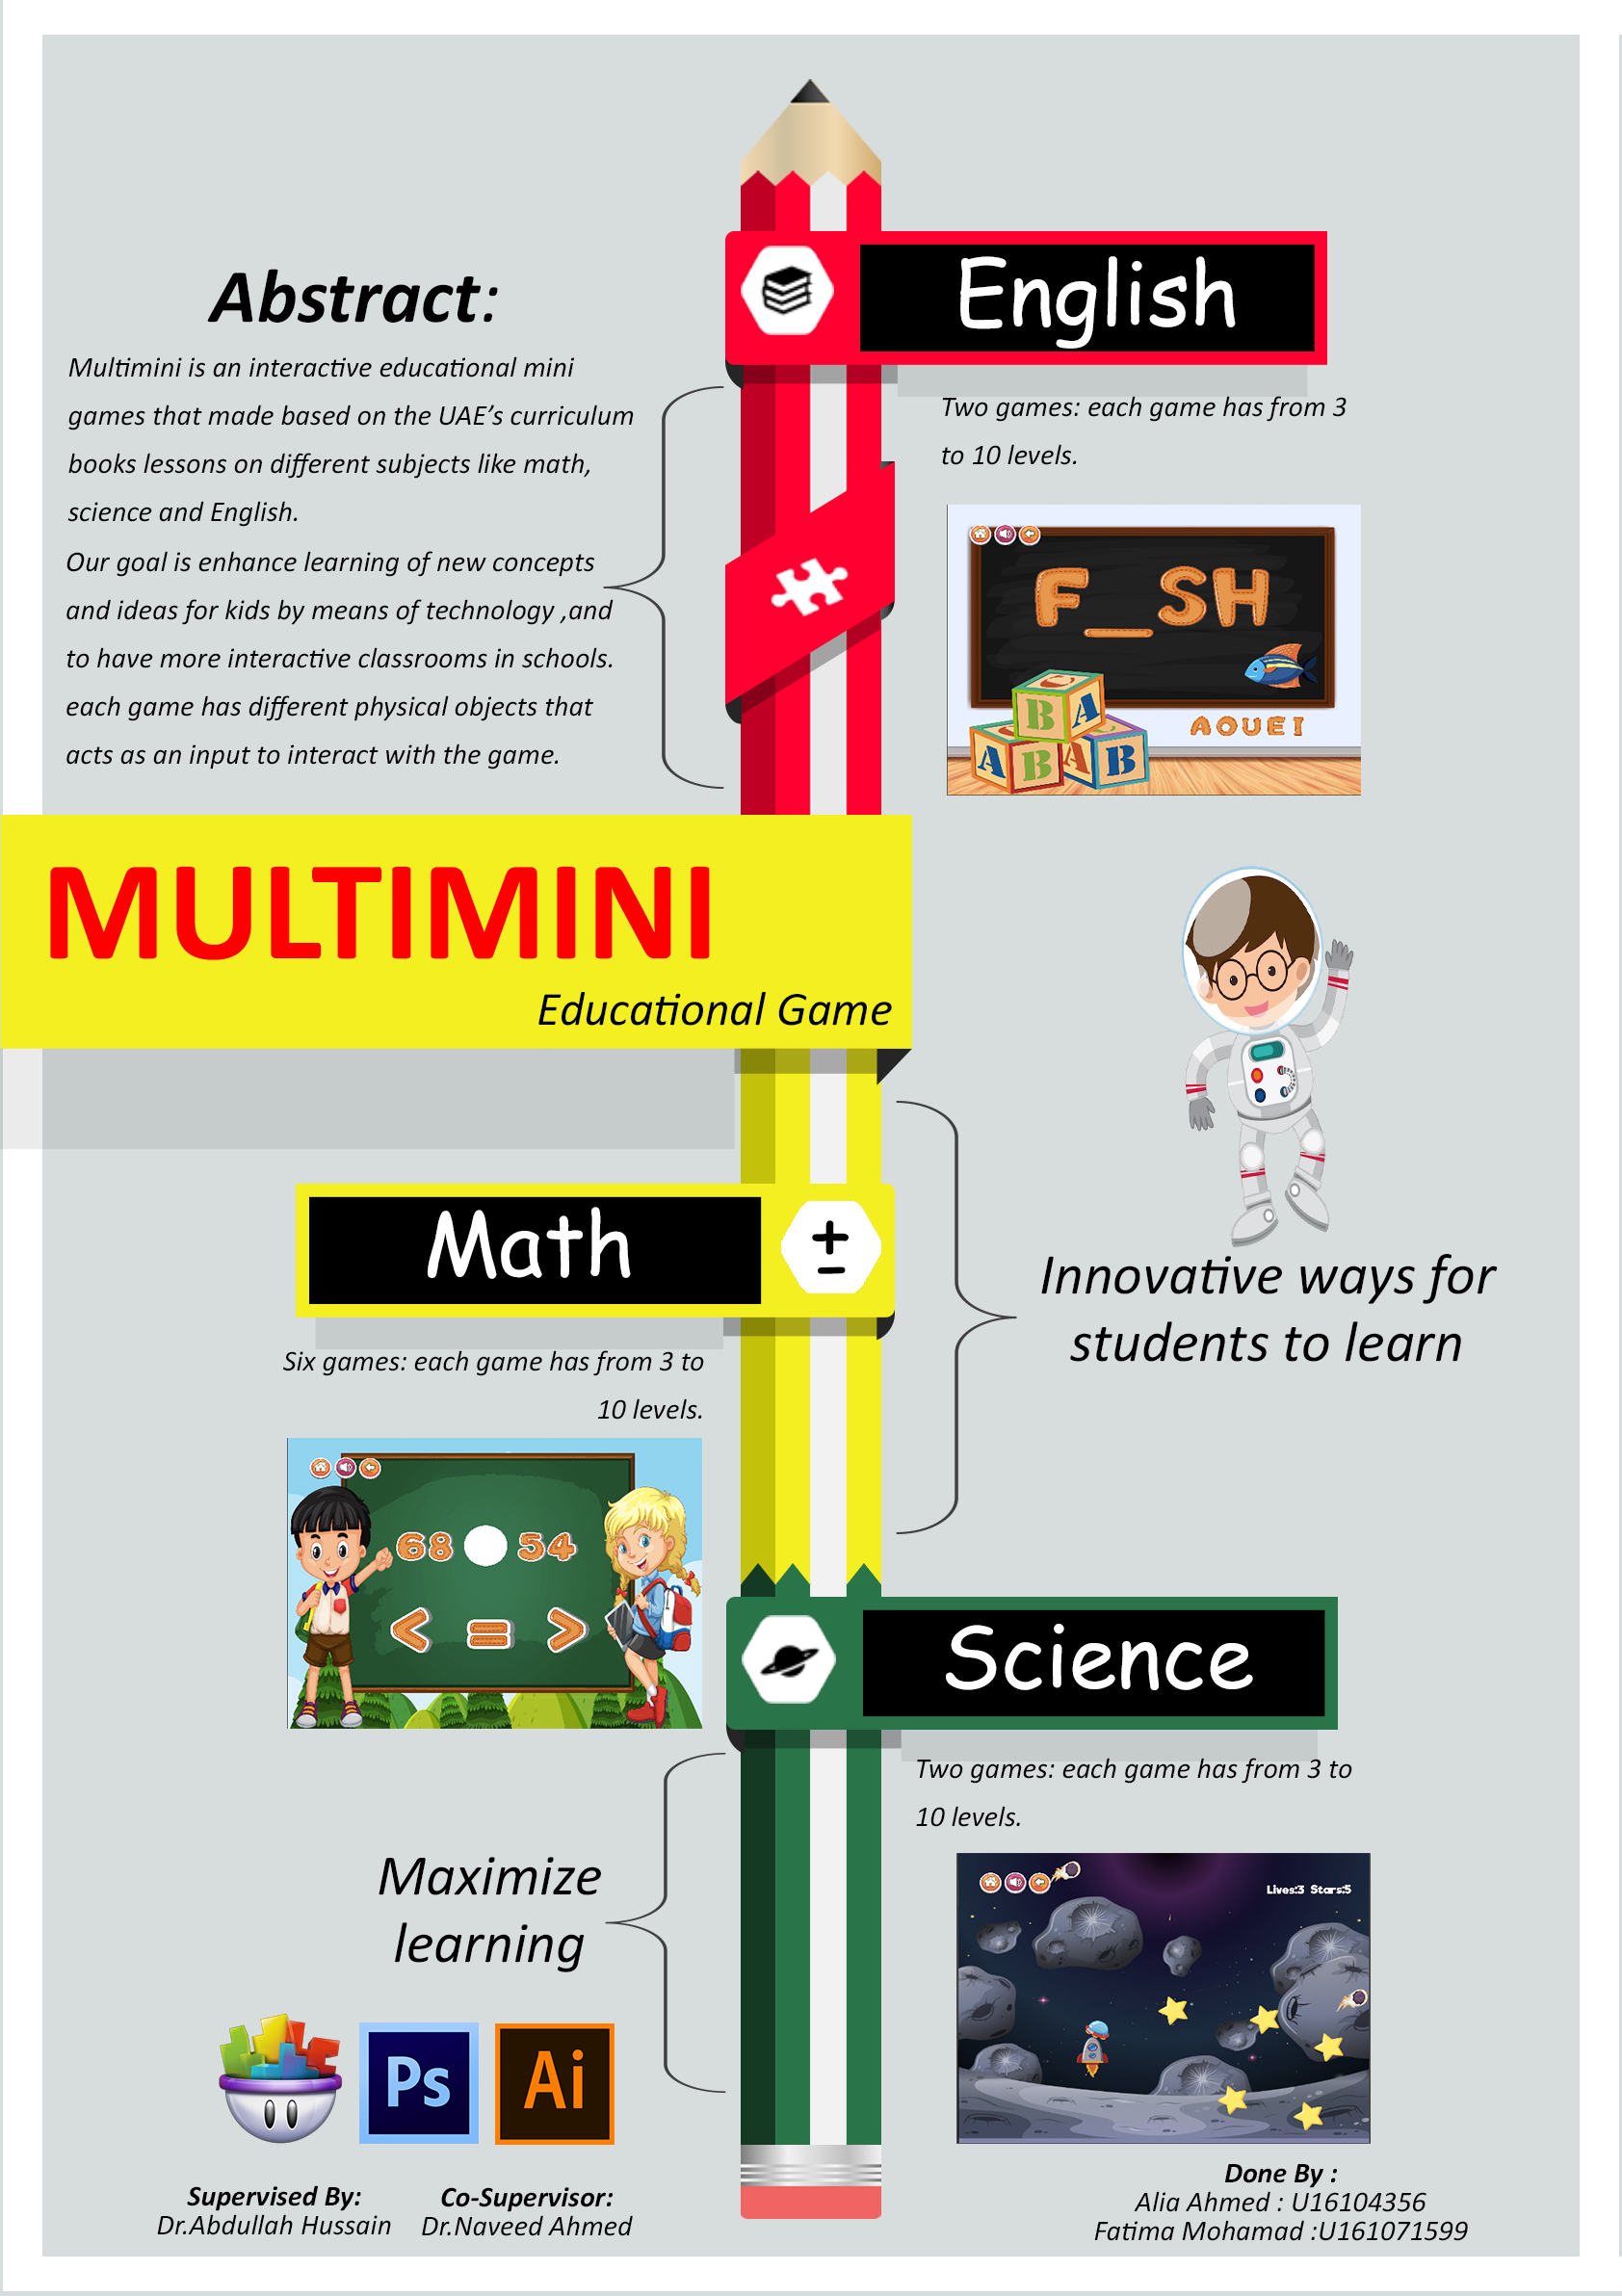 English
Abstract:
Multimini is an interactive educational mini
games that made based on the UAE’s curriculum
books lessons on different subjects like math,
science and English.
Our goal is enhance learning of new concepts
and ideas for kids by means of technology ,and
to have more interactive classrooms in schools.
each game has different physical objects that
acts as an input to interact with the game.
Two games: each game has from 3
to 10 levels.
F_SH
B A
A B A B
AOUEI
MULTIMINI
Educational Game
Math
Six games: each game has from 3 to
10 levels.
68 54
< = >
Innovative ways for
students to learn
Science
Two games: each game has from 3 to
10 levels.
Lives:3 Stars:5
Maximize
learning
Ps
Ai
Supervised By:
Dr.Abdullah Hussain
Co-Supervisor:
Dr.Naveed Ahmed
Done By :
Alia Ahmed : U16104356
Fatima Mohamad :U161071599